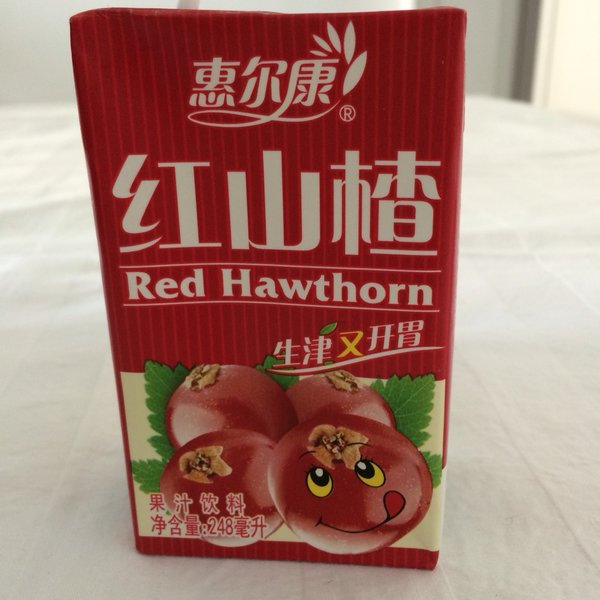 惠尔康®
红山楂
Red Hawthorn
生津又开胃
果汁饮料
净含量:248毫升